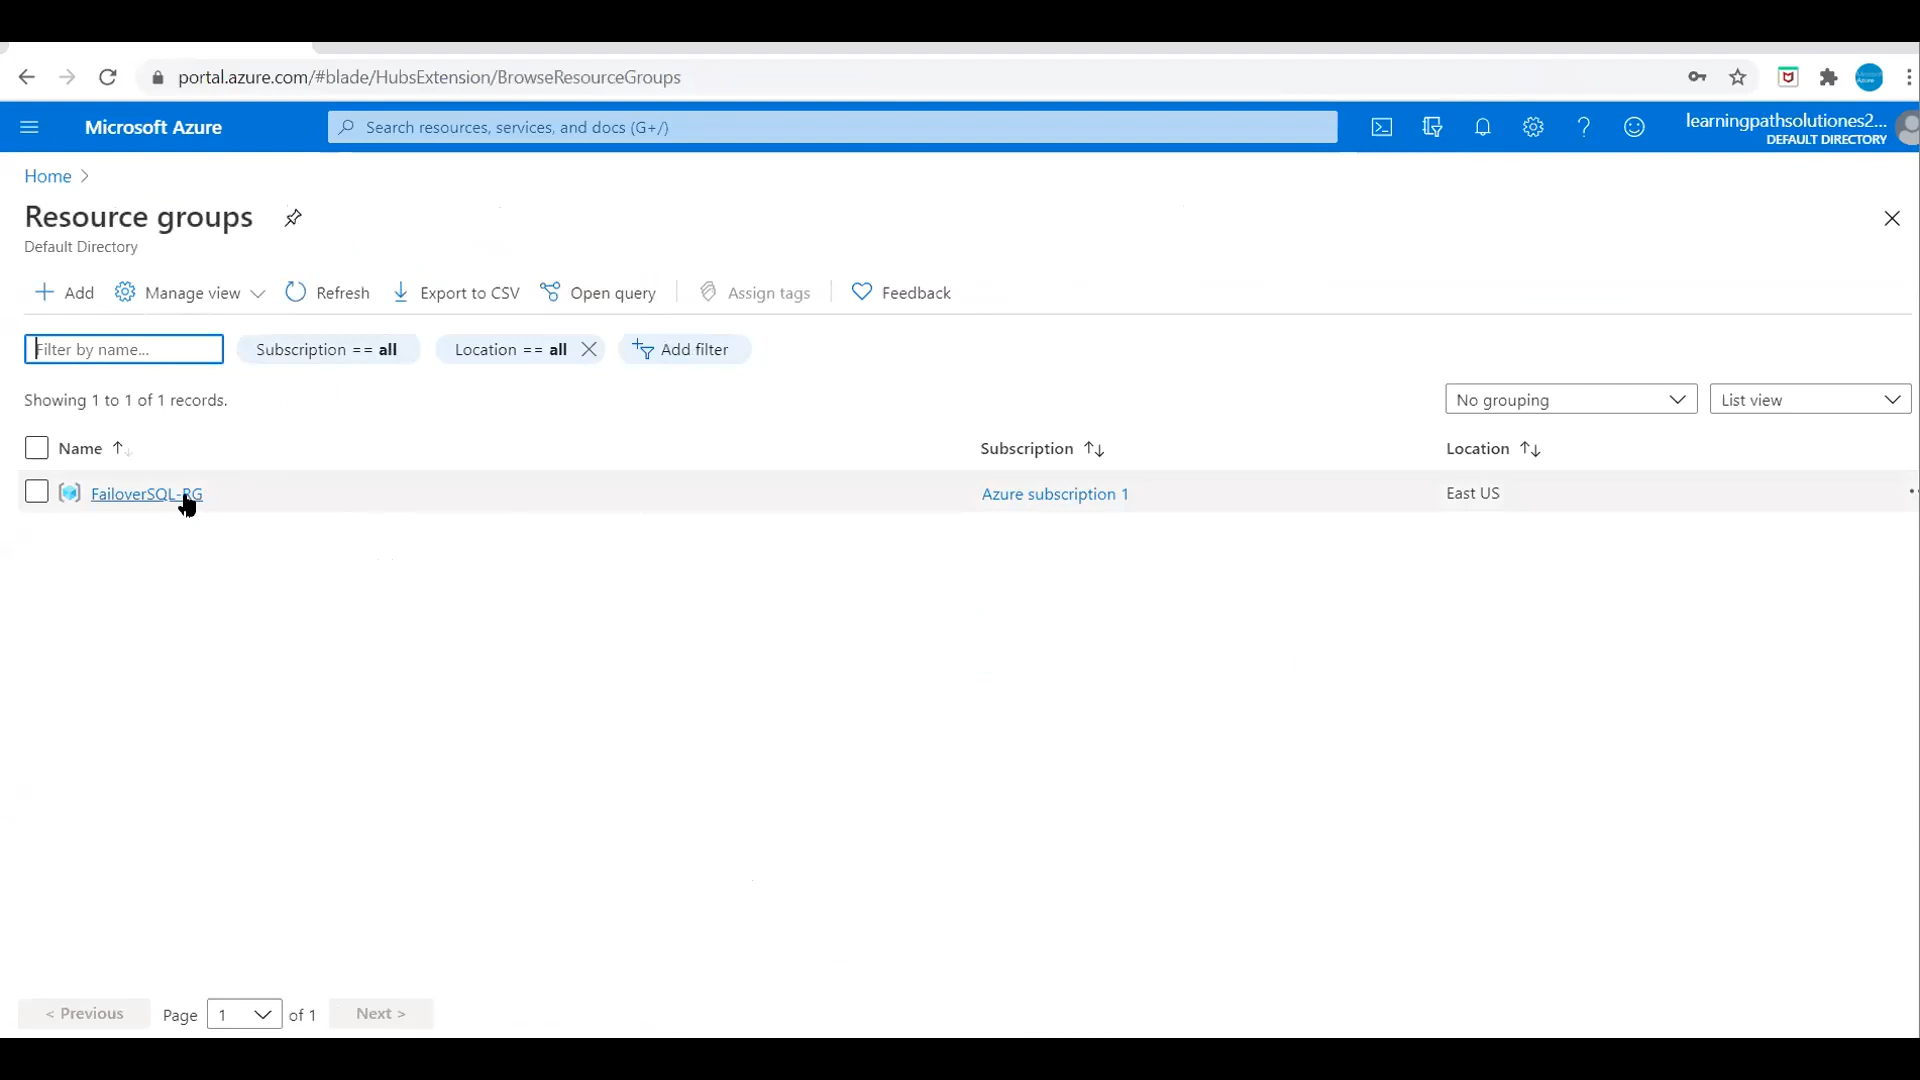 portal.azure.com/#blade/HubsExtension/BrowseResourceGroups
Microsoft Azure
Search resources, services, and docs (G+/)
learningpathsolutiones2...
DEFAULT DIRECTORY
Home
Resource groups
Default Directory
Add
Manage view
Refresh
Export to CSV
Open query
Assign tags
Feedback
Filter by name...
Subscription == all
Location == all
Add filter
Showing 1 to 1 of 1 records.
No grouping
List view
Name
Subscription
Location
FailoverSQL-RG
Azure subscription 1
East US
< Previous
Page
1
of 1
Next >